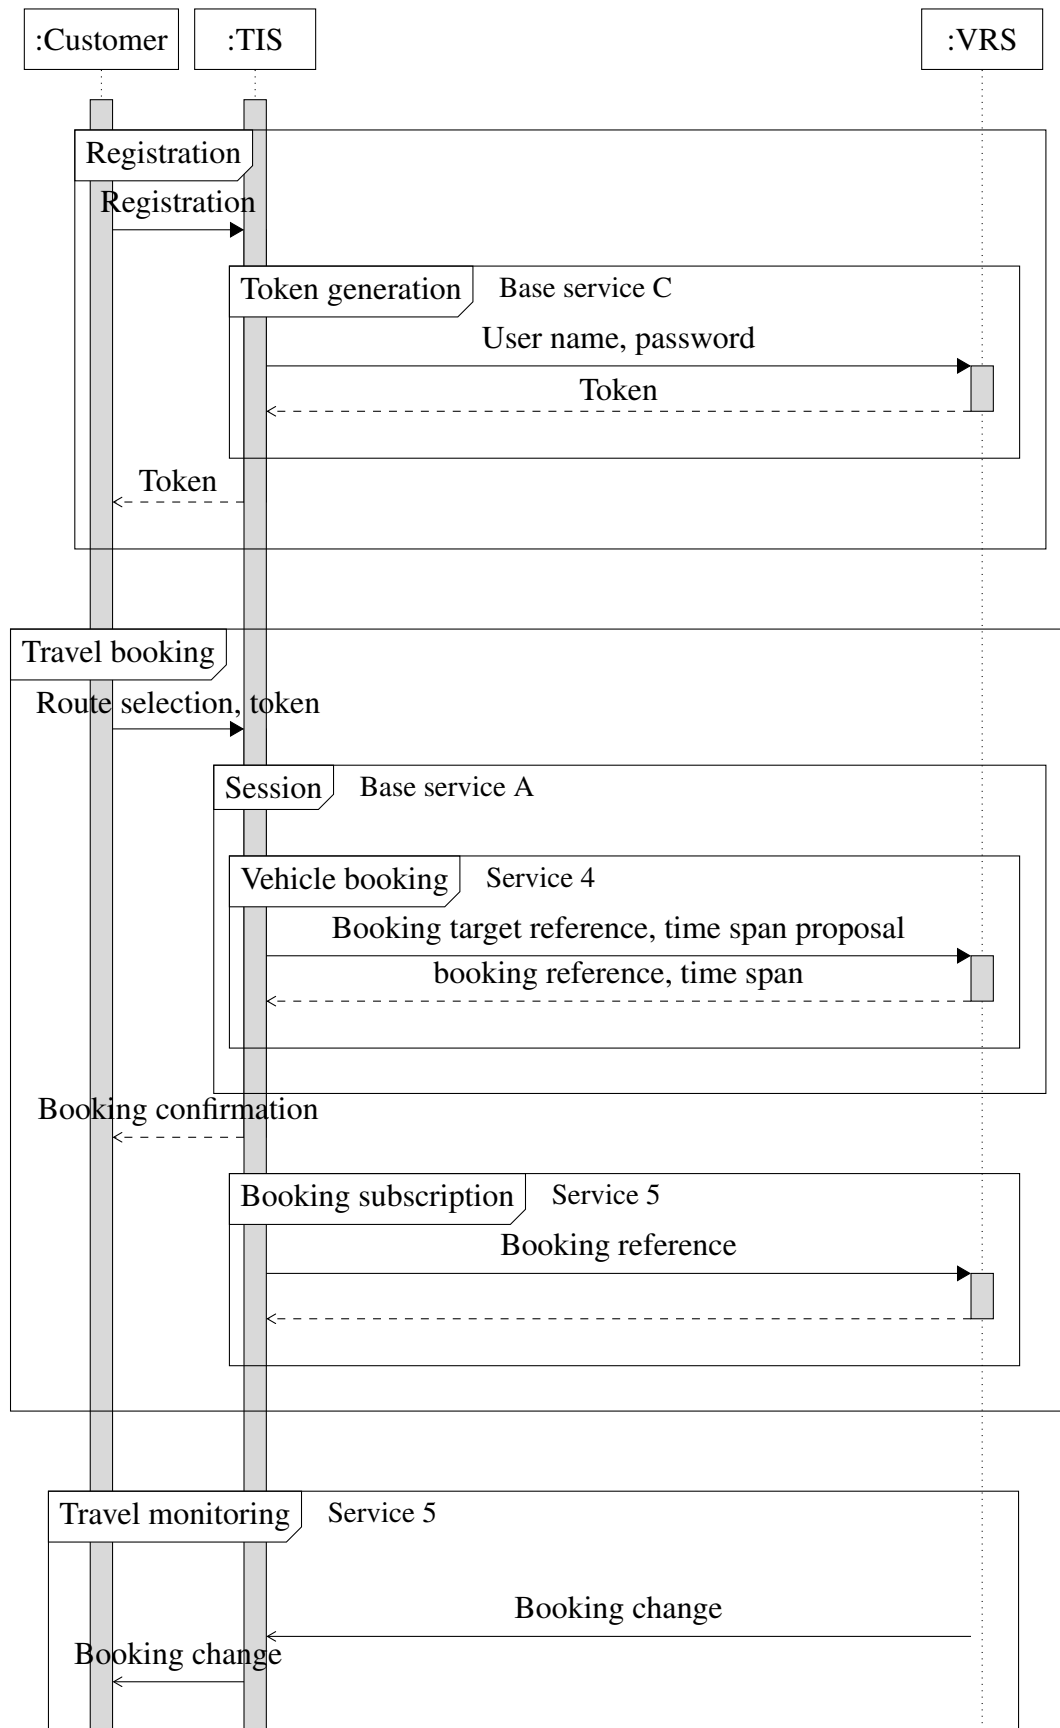 :Customer
:TIS
:VRS
Registration
Registration
Token generation
Base service C
User name, password
Token
Token
Travel booking
Route selection, token
Session
Base service A
Vehicle booking
Service 4
Booking target reference, time span proposal
booking reference, time span
Booking confirmation
Booking subscription
Service 5
Booking reference
Travel monitoring
Service 5
Booking change
Booking change